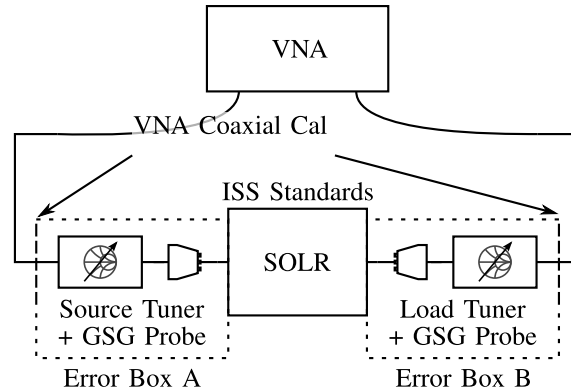 VNA
VNA Coaxial Cal
ISS Standards
SOLR
Source Tuner
+ GSG Probe
Load Tuner
+ GSG Probe
Error Box A
Error Box B